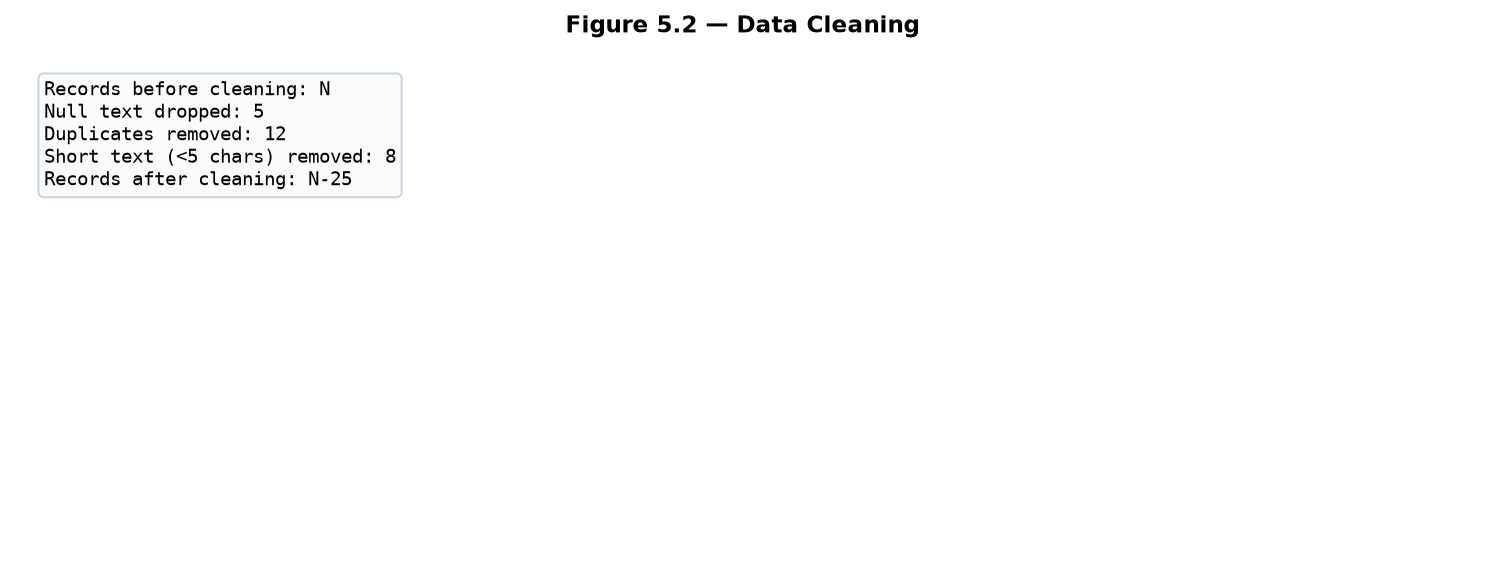 Figure 5.2 — Data Cleaning
Records before cleaning: N
Null text dropped: 5
Duplicates removed: 12
Short text (<5 chars) removed: 8
Records after cleaning: N-25